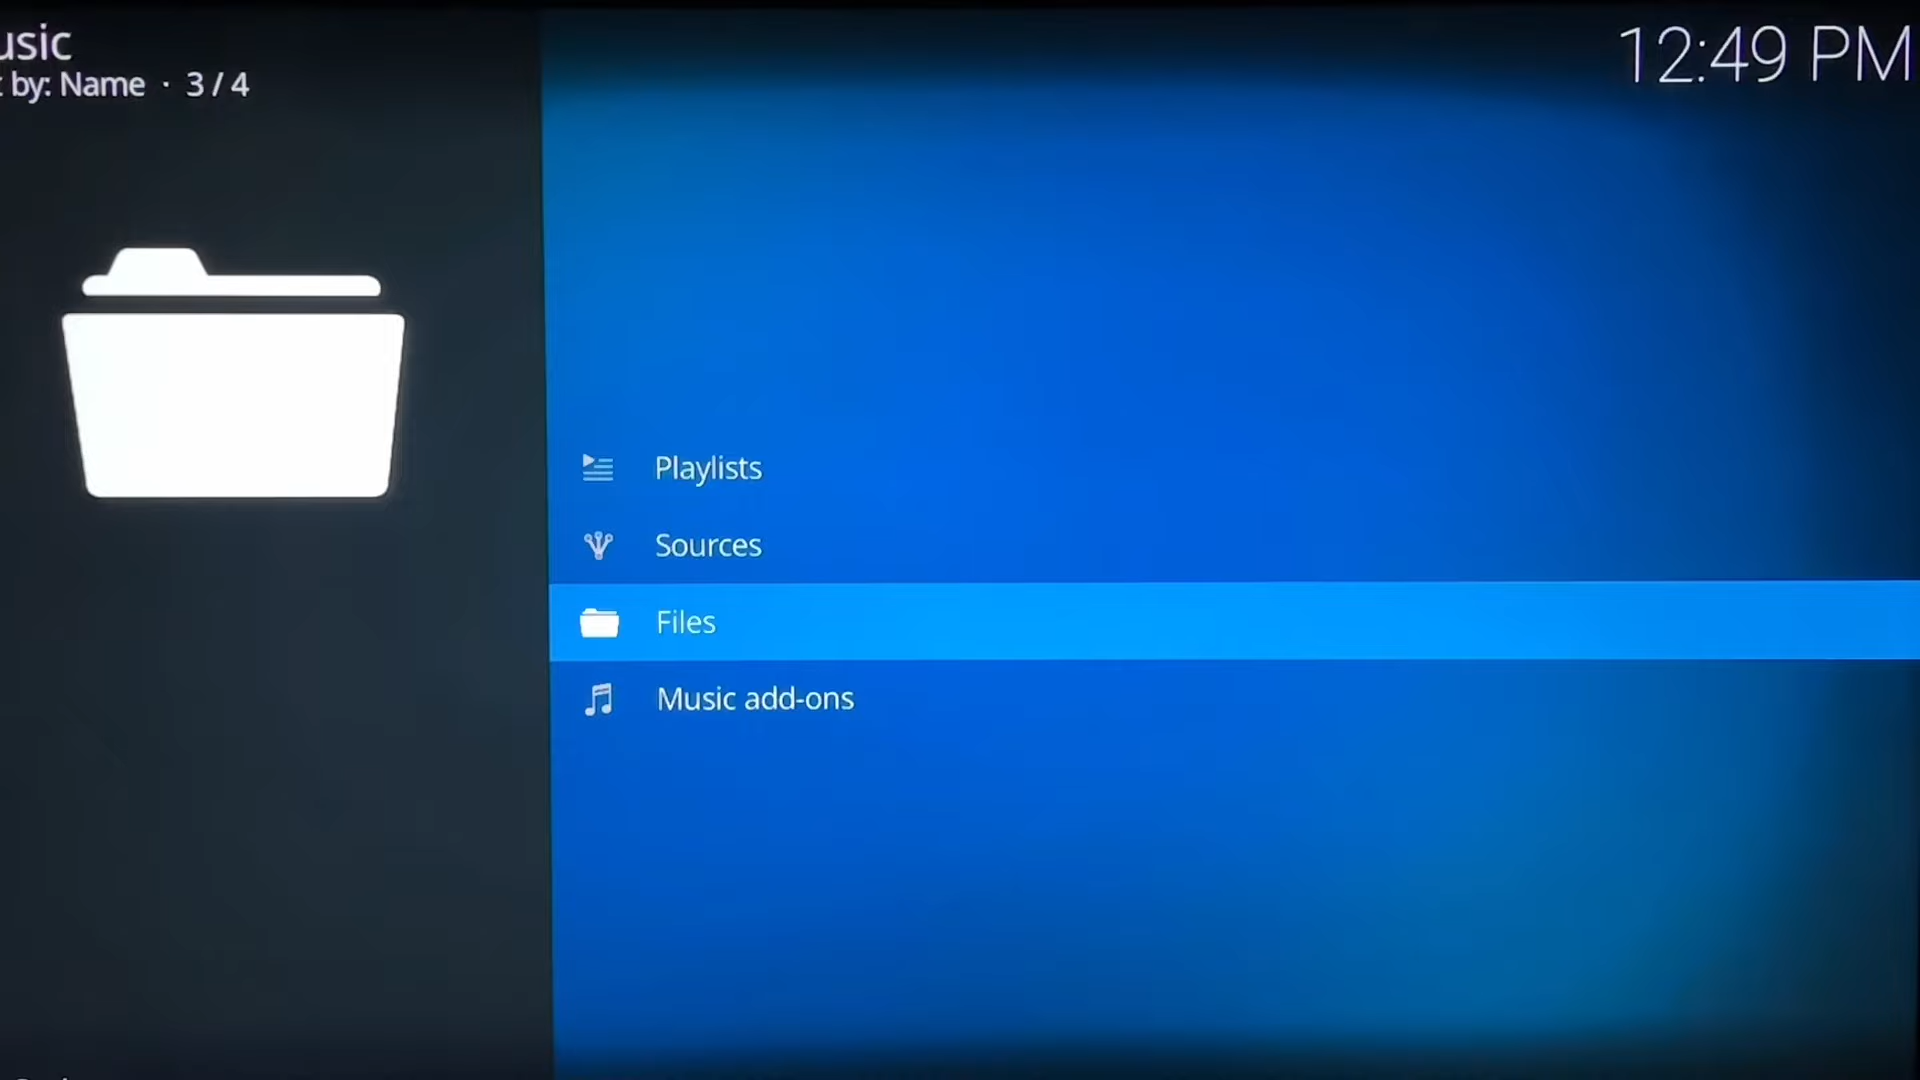 usic
by: Name · 3 / 4
12:49 PM
Playlists
Sources
Files
Music add-ons